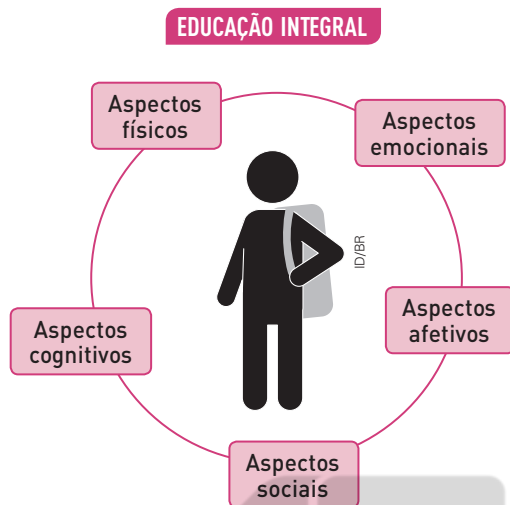 EDUCAÇÃO INTEGRAL
Aspectos
físicos
Aspectos
emocionais
ID/BR
Aspectos
afetivos
Aspectos
cognitivos
Aspectos
sociais